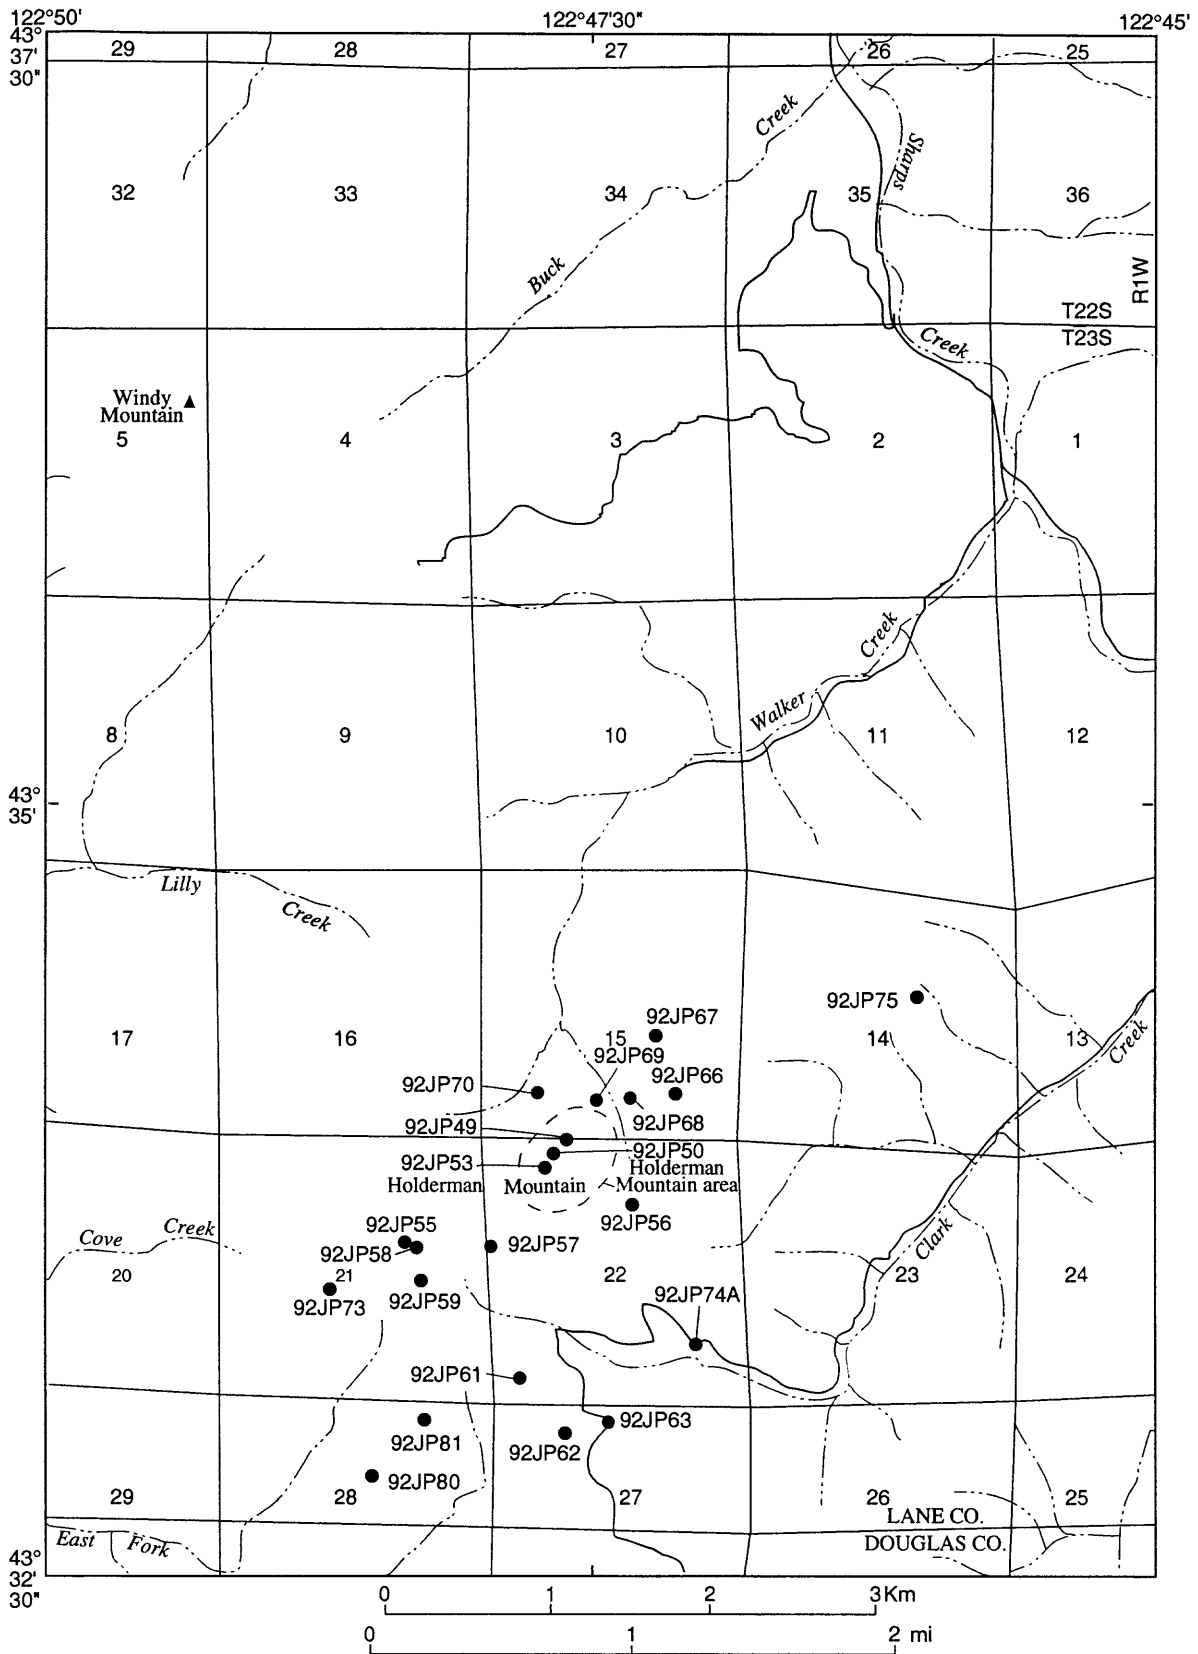 122°50' 122°47'30" 122°45'
43°
37'
30"
29 28 27 26 25
Creek
Sharps
32 33 34 35 36
Buck
R1W
T22S
T23S
Creek
Windy
Mountain
5 4 3 2 1
Creek
Walker
8 9 10 11 12
43°
35'
Lilly
Creek
92JP75
92JP67
17 16 15 14 13
Creek
92JP69
92JP70 92JP66
92JP68
92JP49
92JP50
92JP53 Holderman
Holderman Mountain Mountain area
92JP56
92JP55
Cove Creek
92JP58 92JP57
Clark
20 21 22 23 24
92JP59 92JP74A
92JP73
92JP61
92JP63
92JP81 92JP62
92JP80
29 28 27 26 25
LANE CO.
DOUGLAS CO.
East Fork
43°
32'
30"
0 1 2 3Km
0 1 2 mi